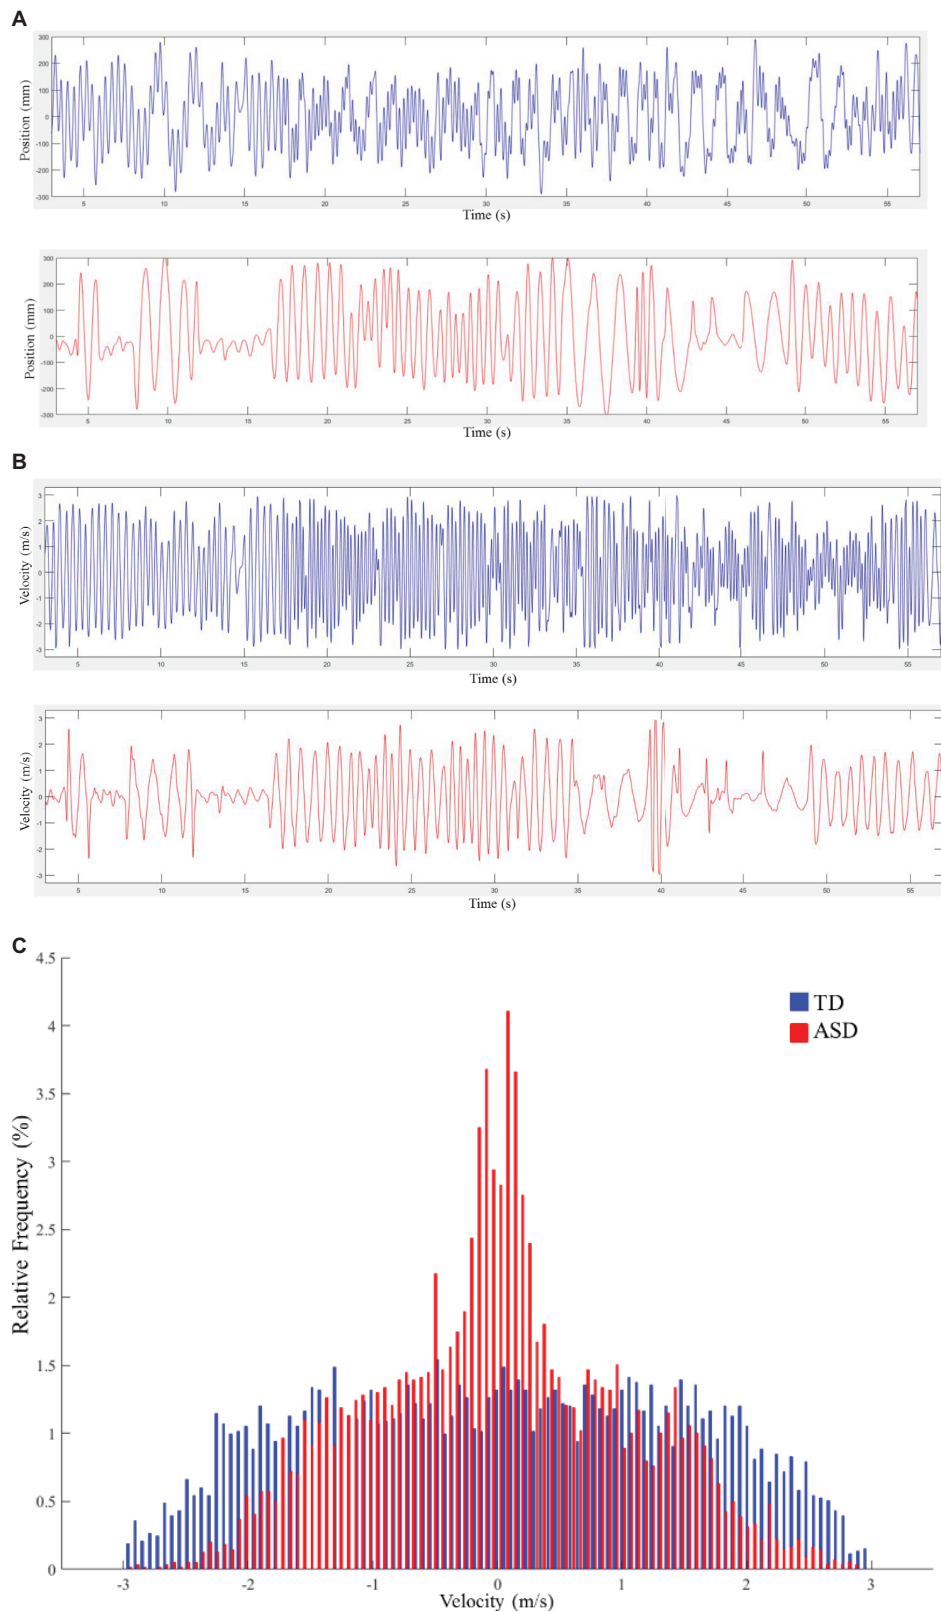 A
Position (mm)
300
200
100
0
-100
-200
-300
5 10 15 20 25 30 35 40 45 50 55
Time (s)
Position (mm)
300
200
100
0
-100
-200
-300
5 10 15 20 25 30 35 40 45 50 55
Time (s)
B
Velocity (m/s)
3
2
1
0
-1
-2
-3
5 10 15 20 25 30 35 40 45 50 55
Time (s)
Velocity (m/s)
3
2
1
0
-1
-2
-3
5 10 15 20 25 30 35 40 45 50 55
Time (s)
C
Relative Frequency (%)
4.5
4
3.5
3
2.5
2
1.5
1
0.5
0
TD
ASD
-3 -2 -1 0 1 2 3
Velocity (m/s)